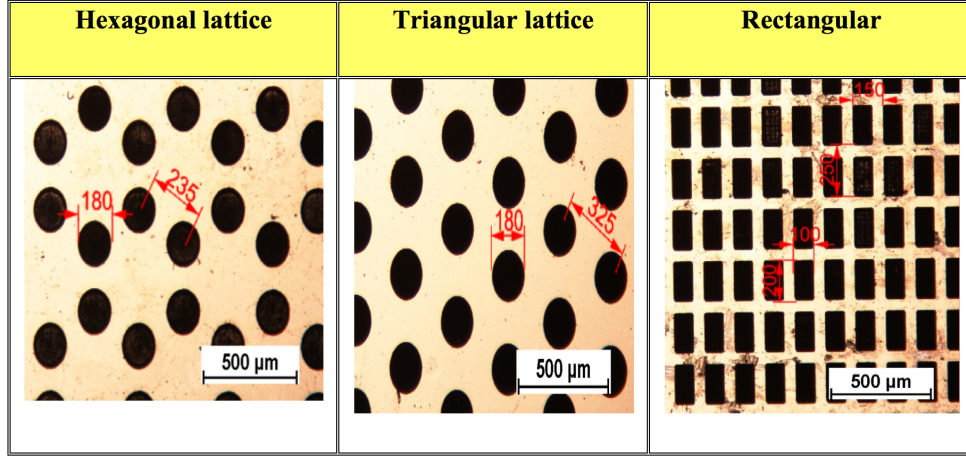 Hexagonal lattice
Triangular lattice
Rectangular
180
235
500 µm
180
325
500 µm
150
250
100
200
500 µm